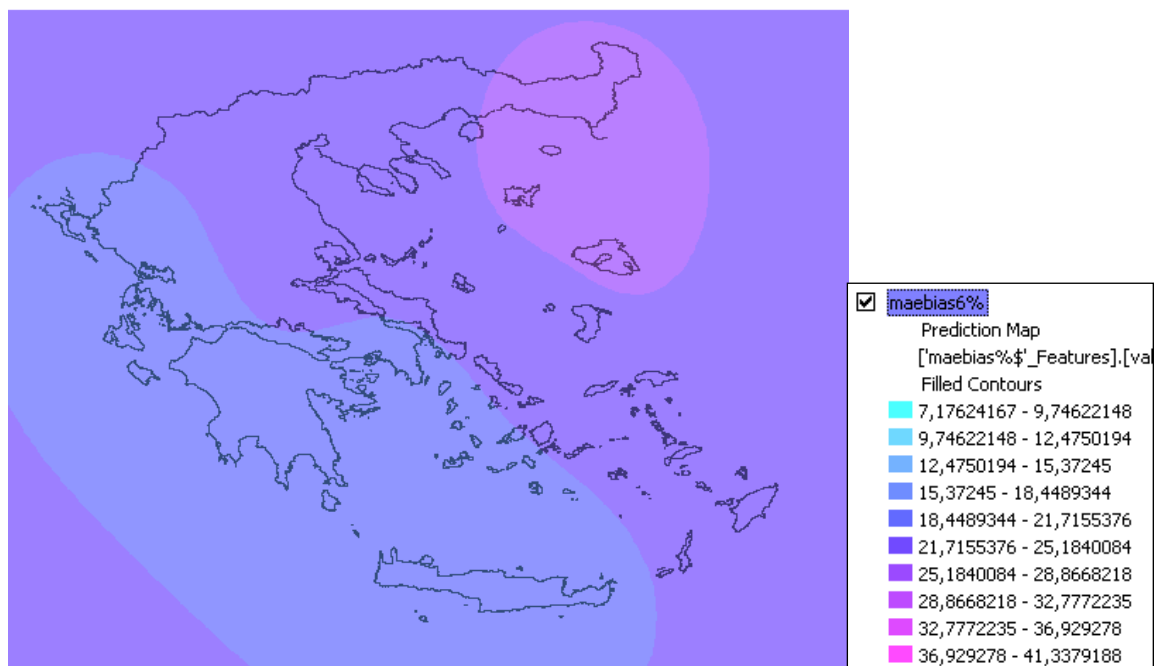 maebias6%
Prediction Map
['maebias%$'_Features].[val
Filled Contours
7,17624167 - 9,74622148
9,74622148 - 12,4750194
12,4750194 - 15,37245
15,37245 - 18,4489344
18,4489344 - 21,7155376
21,7155376 - 25,1840084
25,1840084 - 28,8668218
28,8668218 - 32,7772235
32,7772235 - 36,929278
36,929278 - 41,3379188